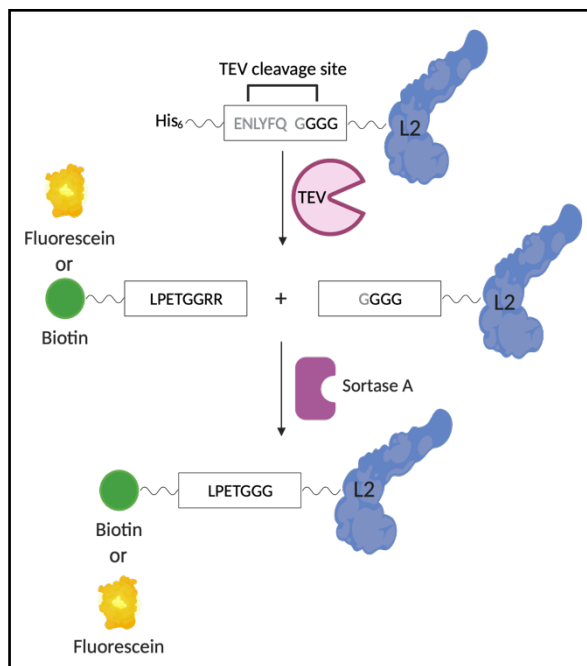 TEV cleavage site
His₆ ENLYFQ GGGG L2
TEV
Fluorescein
or
Biotin
LPETGGRR + GGGG L2
Sortase A
LPETGGG L2
Biotin
or
Fluorescein